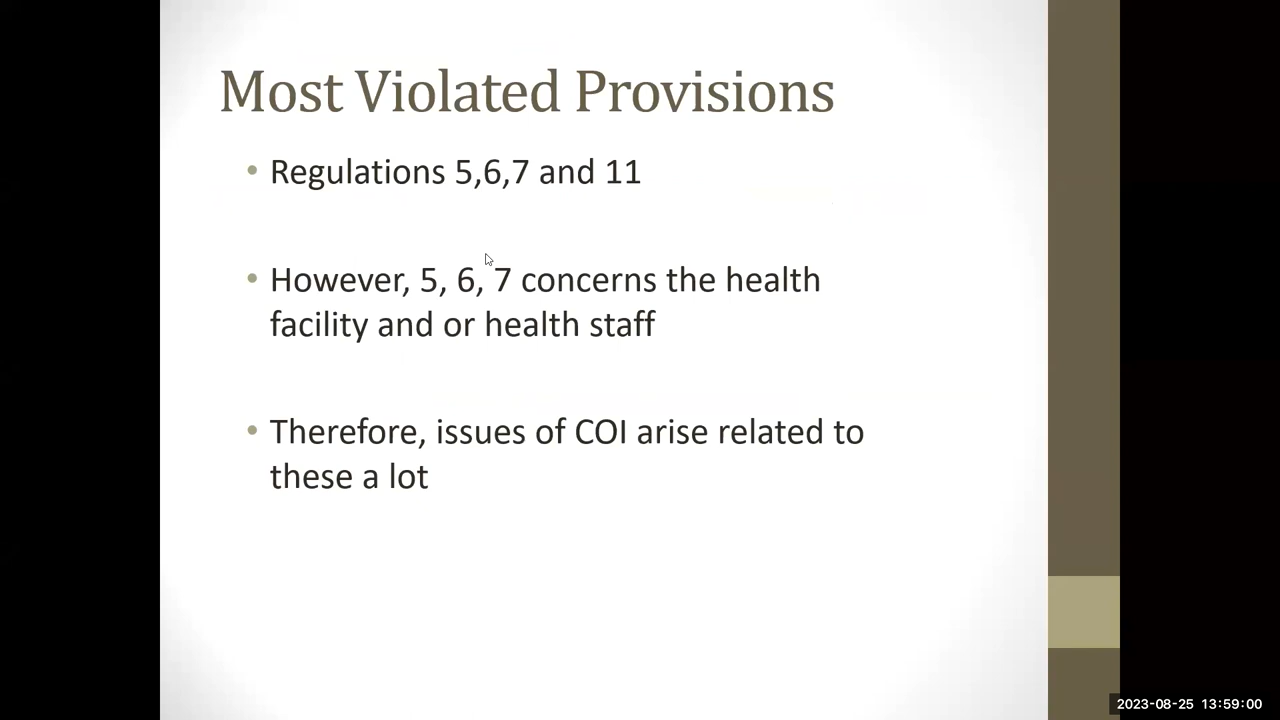 Most Violated Provisions
• Regulations 5,6,7 and 11
• However, 5, 6, 7 concerns the health
facility and or health staff
• Therefore, issues of COI arise related to
these a lot
2023-08-25 13:59:00